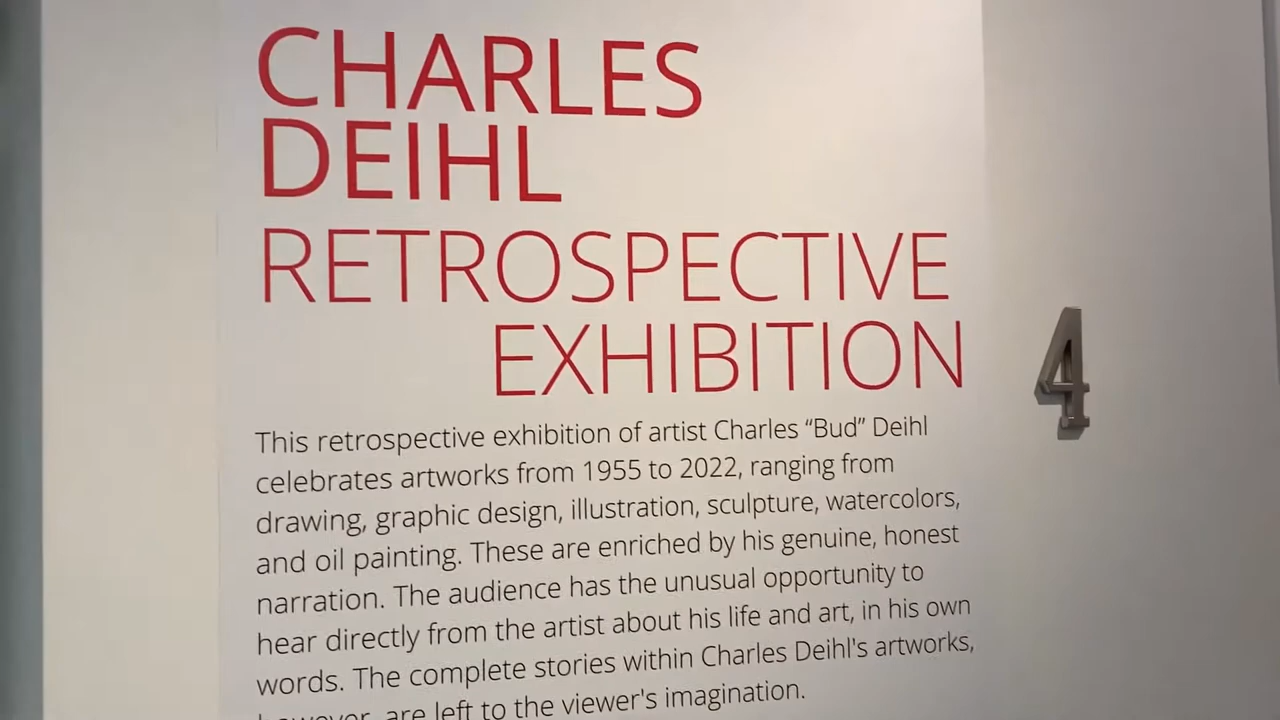 CHARLES
DEIHL
RETROSPECTIVE
EXHIBITION
4
This retrospective exhibition of artist Charles “Bud” Deihl
celebrates artworks from 1955 to 2022, ranging from
drawing, graphic design, illustration, sculpture, watercolors,
and oil painting. These are enriched by his genuine, honest
narration. The audience has the unusual opportunity to
hear directly from the artist about his life and art, in his own
words. The complete stories within Charles Deihl's artworks,
however, are left to the viewer's imagination.